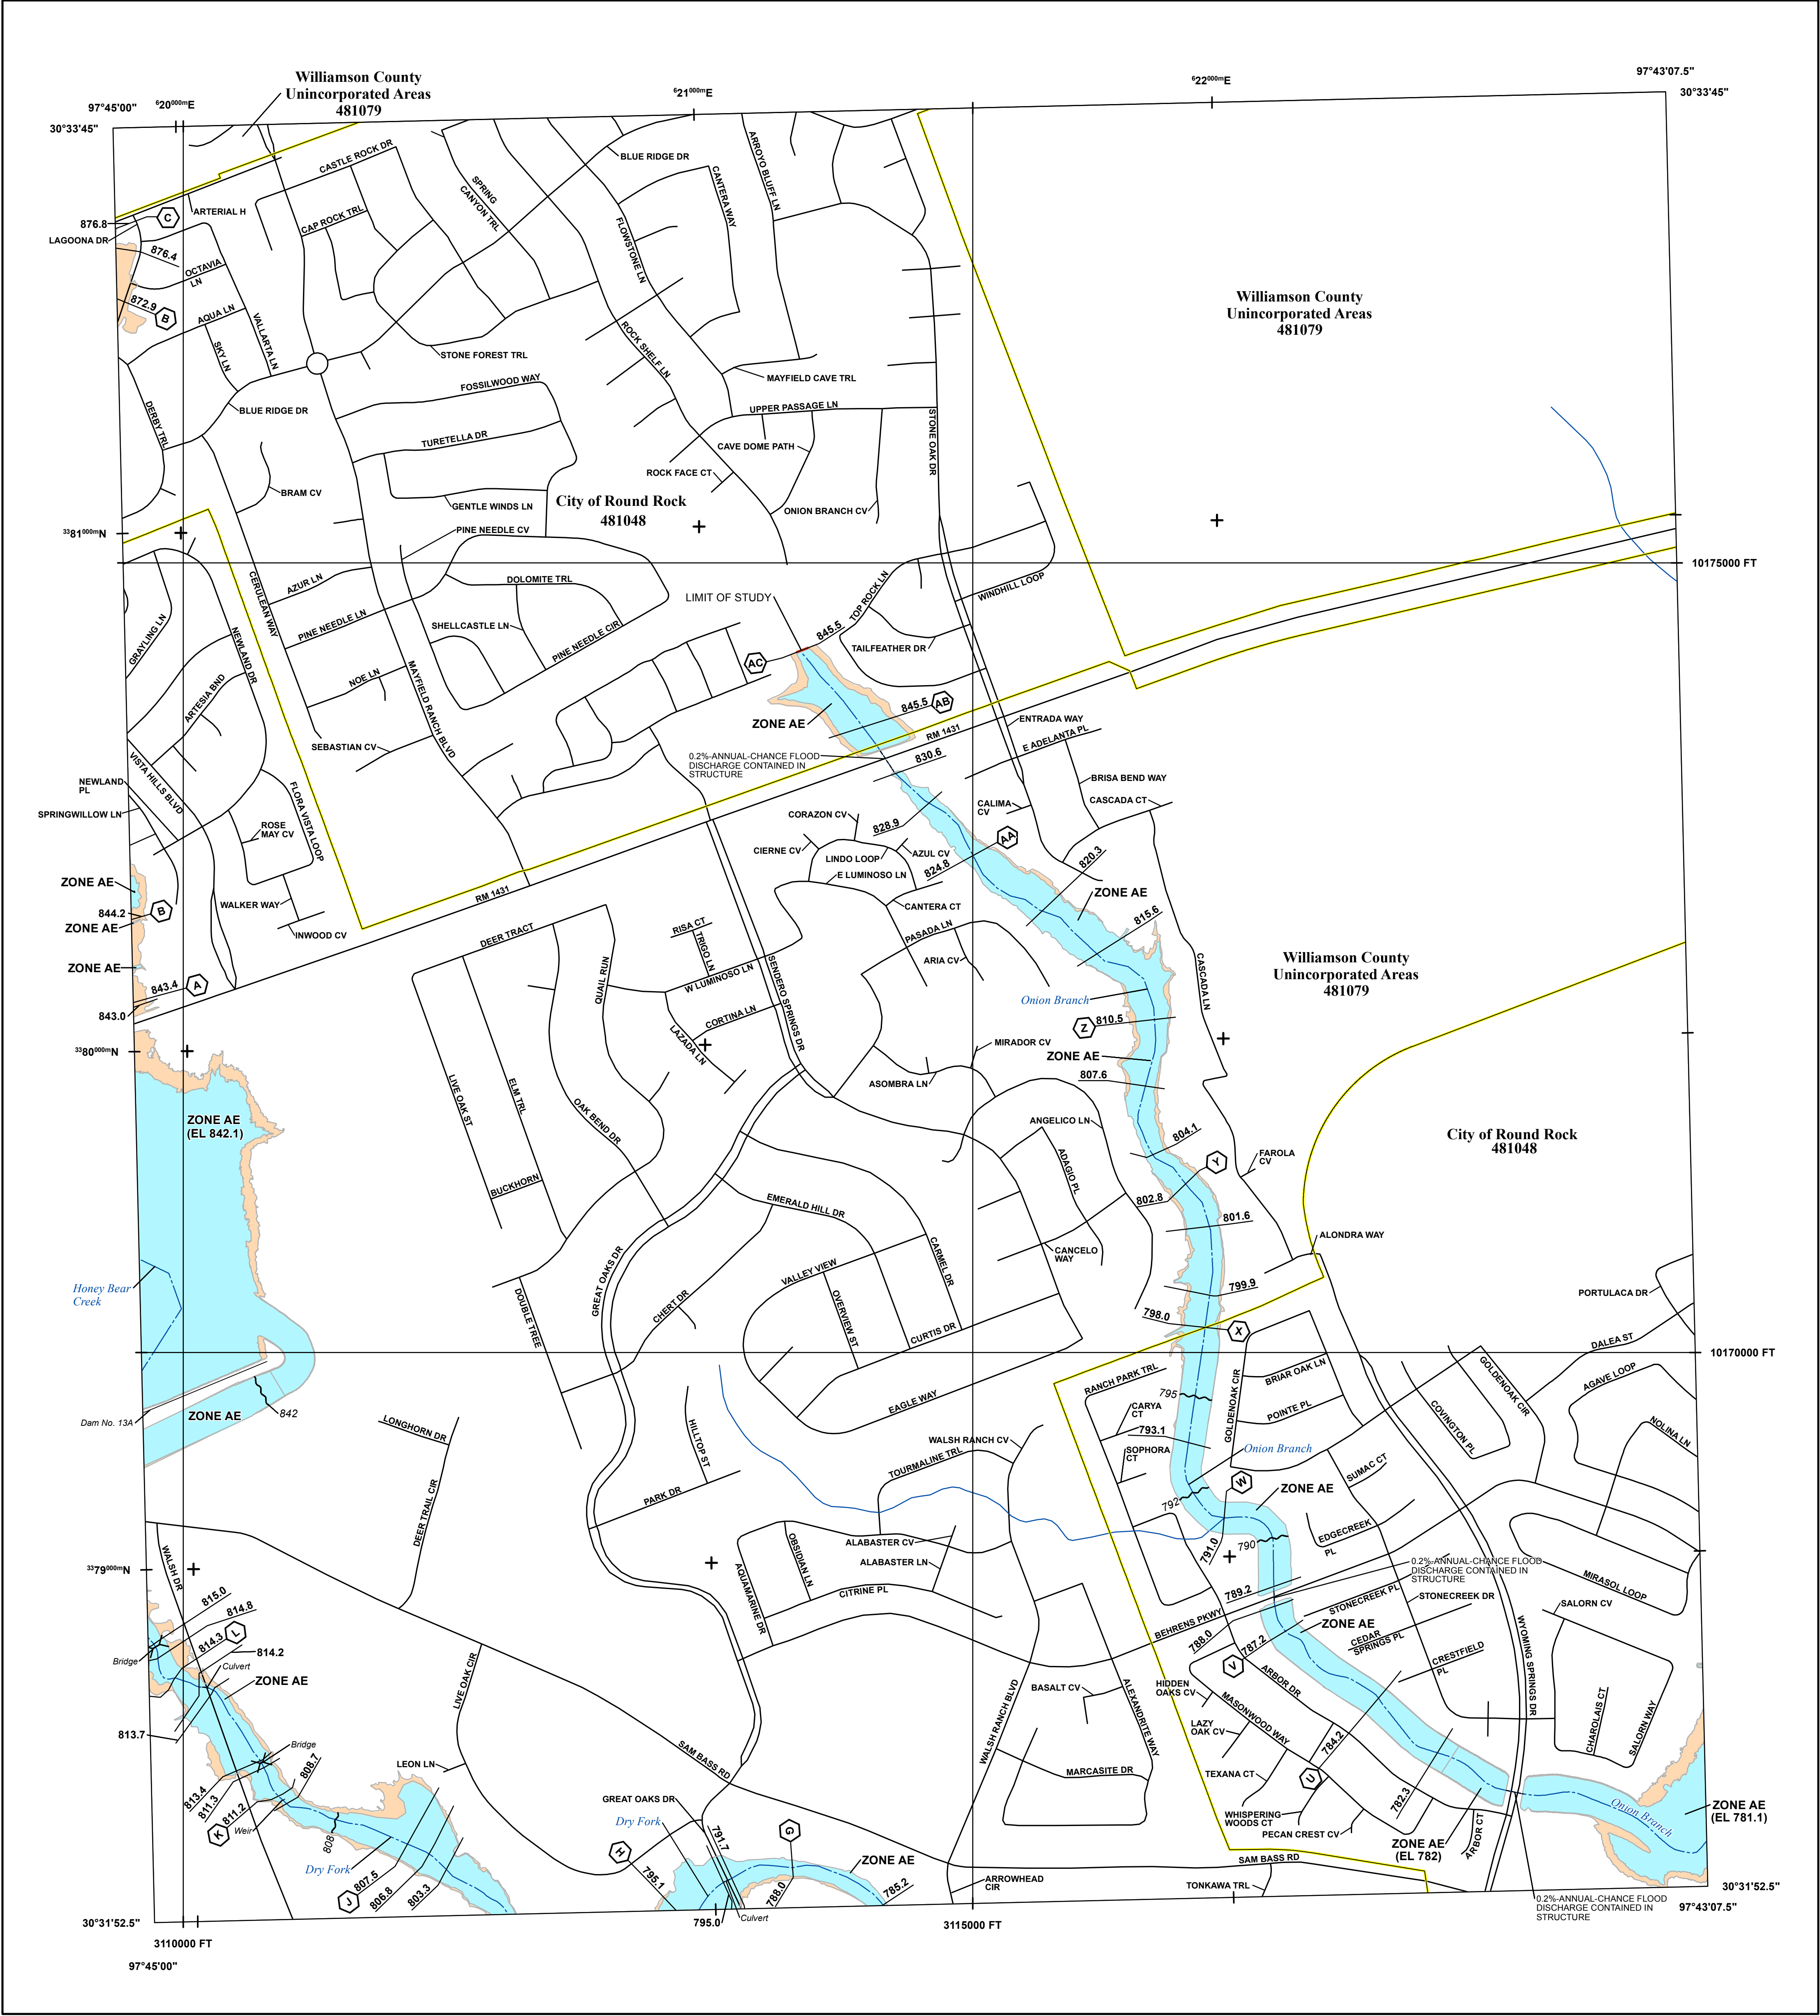 Williamson County
Unincorporated Areas
481079
97°45'00"
⁶20⁰⁰⁰ᵐE
⁶21⁰⁰⁰ᵐE
⁶22⁰⁰⁰ᵐE
97°43'07.5"
30°33'45"
30°33'45"
CASTLE ROCK DR
BLUE RIDGE DR
ARROYO BLUFF LN
SPRING
CANYON TRL
CANTERA WAY
ARTERIAL H
C
876.8
LAGOONA DR
CAP ROCK TRL
FLOWSTONE LN
876.4
OCTAVIA
LN
872.9
B
AQUA LN
VALLARTA LN
SKY LN
ROCK SHELF LN
STONE FOREST TRL
MAYFIELD CAVE TRL
FOSSILWOOD WAY
Williamson County
Unincorporated Areas
481079
BLUE RIDGE DR
DERBY TRL
UPPER PASSAGE LN
STONE OAK DR
TURETELLA DR
CAVE DOME PATH
ROCK FACE CT
BRAM CV
GENTLE WINDS LN
City of Round Rock
481048
ONION BRANCH CV
PINE NEEDLE CV
³³81⁰⁰⁰ᵐN
10175000 FT
AZUR LN
CERULEAN WAY
DOLOMITE TRL
WINDHILL LOOP
LIMIT OF STUDY
TOP ROCK LN
PINE NEEDLE LN
SHELLCASTLE LN
PINE NEEDLE CIR
845.5
TAILFEATHER DR
GRAYLING LN
NEWLAND DR
AC
NOE LN
MAYFIELD RANCH BLVD
ARTESIA BND
845.5
AB
ZONE AE
ENTRADA WAY
RM 1431
E ADELANTA PL
SEBASTIAN CV
0.2%-ANNUAL-CHANCE FLOOD
DISCHARGE CONTAINED IN
STRUCTURE
830.6
VISTA HILLS BLVD
NEWLAND
PL
BRISA BEND WAY
SPRINGWILLOW LN
FLORA VISTA LOOP
CALIMA
CV
CASCADA CT
CORAZON CV
828.9
ROSE
MAY CV
AA
CIERNE CV
LINDO LOOP
AZUL CV
824.8
820.3
E LUMINOSO LN
ZONE AE
RM 1431
ZONE AE
WALKER WAY
CANTERA CT
844.2
B
815.6
ZONE AE
INWOOD CV
DEER TRACT
RISA CT
TRIGO LN
PASADA LN
ARIA CV
ZONE AE
W LUMINOSO LN
SENDERO SPRINGS DR
QUAIL RUN
CASCADA LN
Williamson County
Unincorporated Areas
481079
843.4
A
843.0
Onion Branch
CORTINA LN
LAZADA LN
Z
810.5
MIRADOR CV
³³80⁰⁰⁰ᵐN
ZONE AE
807.6
ASOMBRA LN
LIVE OAK ST
ELM TRL
OAK BEND DR
ZONE AE
(EL 842.1)
ANGELICO LN
804.1
City of Round Rock
481048
ADAGIO PL
Y
FAROLA
CV
BUCKHORN
EMERALD HILL DR
802.8
801.6
ALONDRA WAY
CANCELO
WAY
CARMEL DR
GREAT OAKS DR
VALLEY VIEW
Honey Bear
Creek
799.9
PORTULACA DR
DOUBLE TREE
CHERT DR
OVERVIEW ST
CURTIS DR
798.0
X
DALEA ST
10170000 FT
RANCH PARK TRL
GOLDENOAK CIR
BRIAR OAK LN
GOLDENOAK CIR
AGAVE LOOP
795
EAGLE WAY
CARYA
CT
POINTE PL
COVINGTON PL
NOLINA LN
Dam No. 13A
ZONE AE
842
LONGHORN DR
HILLTOP ST
793.1
WALSH RANCH CV
SOPHORA
CT
Onion Branch
TOURMALINE TRL
SUMAC CT
W
ZONE AE
PARK DR
792
DEER TRAIL CIR
ALABASTER CV
OBSIDIAN LN
791.0
790
EDGECREEK
PL
WALSH DR
³³79⁰⁰⁰ᵐN
ALABASTER LN
AQUAMARINE DR
CITRINE PL
0.2%-ANNUAL-CHANCE FLOOD
DISCHARGE CONTAINED IN
STRUCTURE
MIRASOL LOOP
789.2
STONECREEK PL
STONECREEK DR
SALORN CV
815.0
814.8
814.3
L
814.2
BEHRENS PKWY
788.0
787.2
ZONE AE
CEDAR
SPRINGS PL
WYOMING SPRINGS DR
Bridge
Culvert
ZONE AE
V
CRESTFIELD
PL
ARBOR DR
LIVE OAK CIR
HIDDEN
OAKS CV
BASALT CV
ALEXANDRITE WAY
WALSH RANCH BLVD
MASONWOOD WAY
LAZY
OAK CV
CHAROLAIS CT
SALORN WAY
813.7
784.2
Bridge
SAM BASS RD
LEON LN
808.7
MARCASITE DR
TEXANA CT
U
813.4
811.3
811.2
K
Weir
782.3
GREAT OAKS DR
WHISPERING
WOODS CT
Onion Branch
ZONE AE
(EL 781.1)
Dry Fork
791.7
G
808
PECAN CREST CV
ARBOR CT
ZONE AE
(EL 782)
H
ZONE AE
SAM BASS RD
Dry Fork
ARROWHEAD
CIR
TONKAWA TRL
30°31'52.5"
J
807.5
806.8
803.3
795.1
788.0
785.2
0.2%-ANNUAL-CHANCE FLOOD
DISCHARGE CONTAINED IN
STRUCTURE
97°43'07.5"
30°31'52.5"
795.0
Culvert
3115000 FT
3110000 FT
97°45'00"